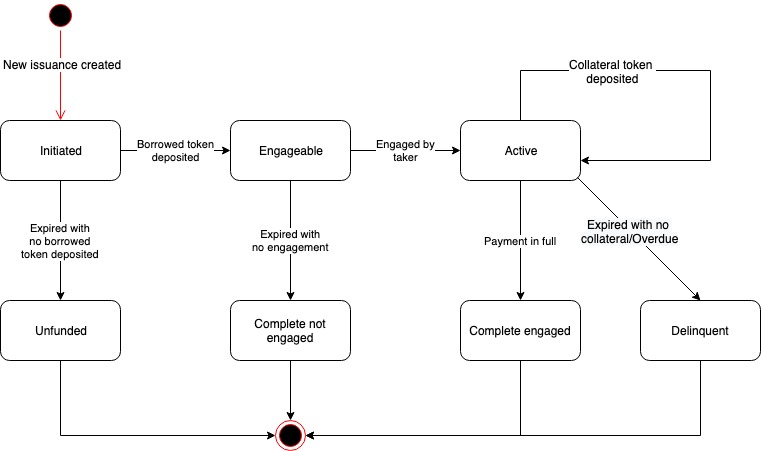 New issuance created
Collateral token
deposited
Initiated
Borrowed token
deposited
Engageable
Engaged by
taker
Active
Expired with
no borrowed
token deposited
Expired with
no engagement
Payment in full
Expired with no
collateral/Overdue
Unfunded
Complete not
engaged
Complete engaged
Delinquent